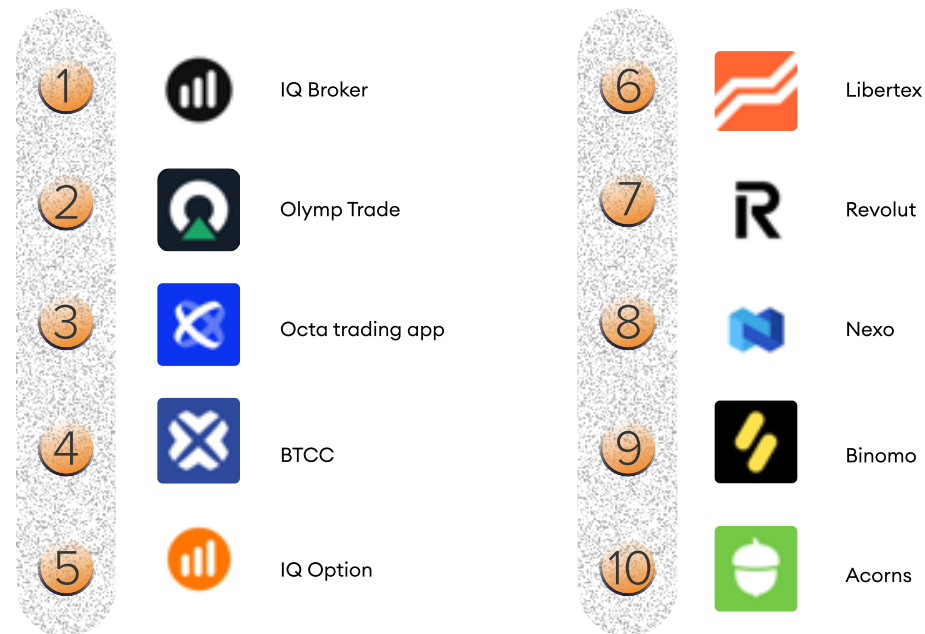 1 IQ Broker
2 Olymp Trade
3 Octa trading app
4 BTCC
5 IQ Option
6 Libertex
7 R Revolut
8 Nexo
9 Binomo
10 Acorns